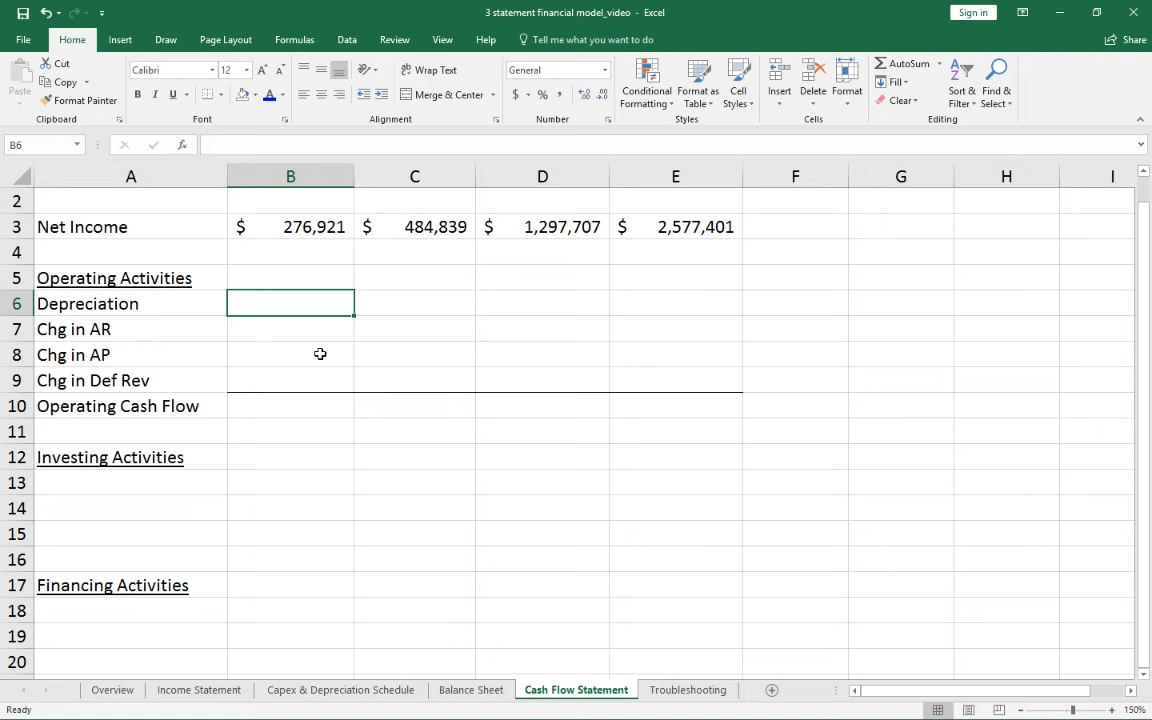 3 statement financial model_video - Excel
Sign in
File Home Insert Draw Page Layout Formulas Data Review View Help Tell me what you want to do Share
Paste
Cut
Copy
Format Painter
Clipboard
Calibri 12
B I U
Font
Wrap Text
Merge & Center
Alignment
General
$ % ,
Number
Conditional Formatting
Format as Table
Cell Styles
Styles
Insert Delete Format
Cells
AutoSum
Fill
Clear
Sort & Filter
Find & Select
Editing
B6
A B C D E F G H I
2
3 Net Income $ 276,921 $ 484,839 $ 1,297,707 $ 2,577,401
4
5 Operating Activities
6 Depreciation
7 Chg in AR
8 Chg in AP
9 Chg in Def Rev
10 Operating Cash Flow
11
12 Investing Activities
13
14
15
16
17 Financing Activities
18
19
20
Overview Income Statement Capex & Depreciation Schedule Balance Sheet Cash Flow Statement Troubleshooting
Ready 150%